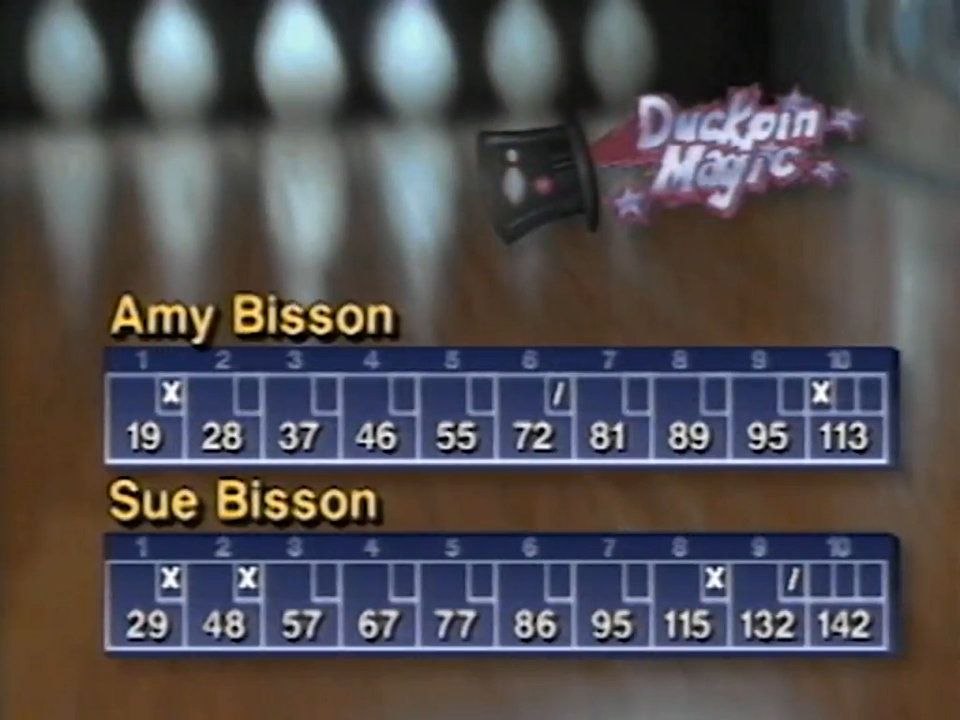 Duckpin
Magic
Amy Bisson
1 2 3 4 5 6 7 8 9 10
X / X
19 28 37 46 55 72 81 89 95 113
Sue Bisson
1 2 3 4 5 6 7 8 9 10
X X X /
29 48 57 67 77 86 95 115 132 142